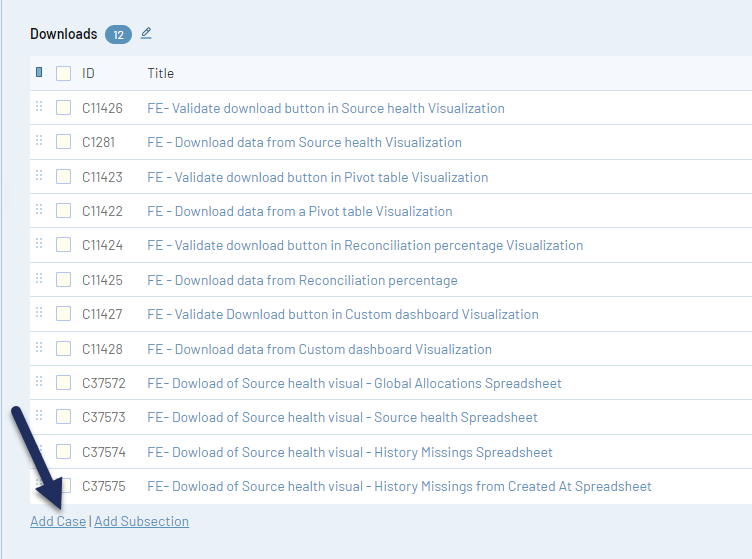 Downloads 12
ID Title
C11426 FE- Validate download button in Source health Visualization
C1281 FE - Download data from Source health Visualization
C11423 FE - Validate download button in Pivot table Visualization
C11422 FE - Download data from a Pivot table Visualization
C11424 FE - Validate download button in Reconciliation percentage Visualization
C11425 FE - Download data from Reconciliation percentage
C11427 FE - Validate Download button in Custom dashboard Visualization
C11428 FE - Download data from Custom dashboard Visualization
C37572 FE- Dowload of Source health visual - Global Allocations Spreadsheet
C37573 FE- Dowload of Source health visual - Source health Spreadsheet
C37574 FE- Dowload of Source health visual - History Missings Spreadsheet
C37575 FE- Dowload of Source health visual - History Missings from Created At Spreadsheet
Add Case | Add Subsection